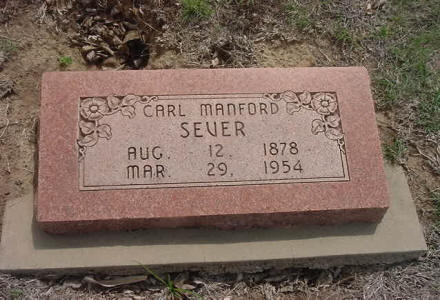 CARL MANFORD
SEVER
AUG. 12, 1878
MAR. 29, 1954